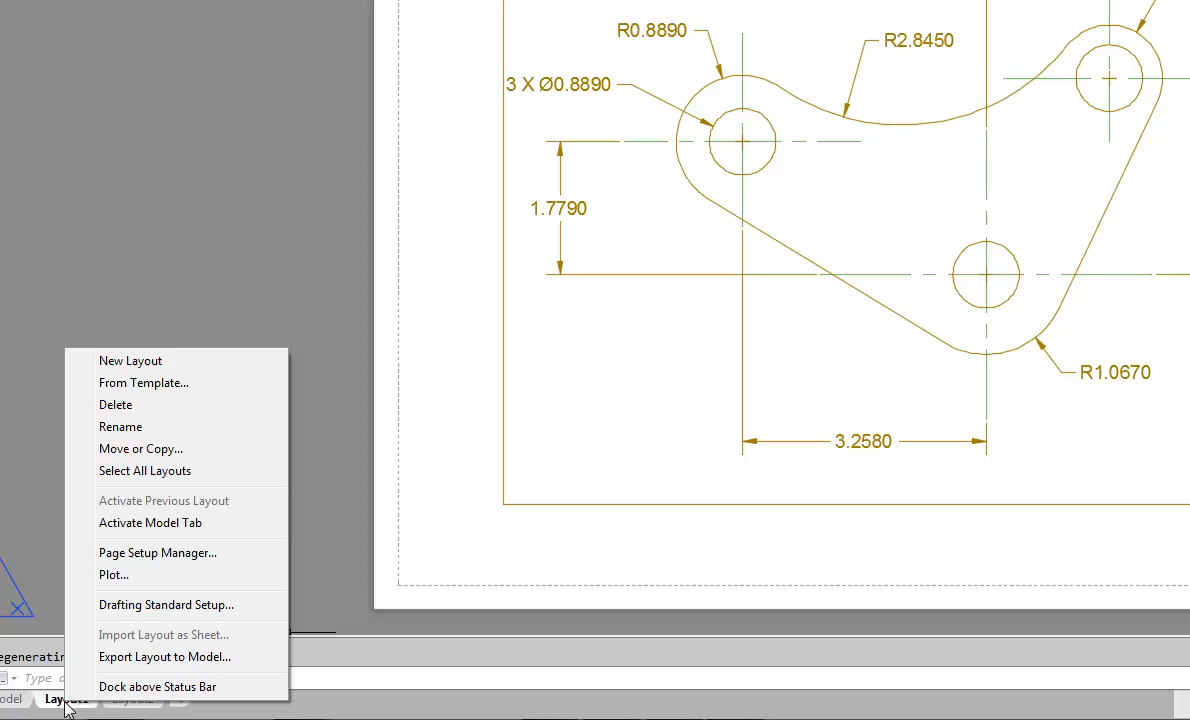 R0.8890
R2.8450
3 X Ø0.8890
1.7790
R1.0670
3.2580
New Layout
From Template...
Delete
Rename
Move or Copy...
Select All Layouts
Activate Previous Layout
Activate Model Tab
Page Setup Manager...
Plot...
Drafting Standard Setup...
Import Layout as Sheet...
Export Layout to Model...
Dock above Status Bar
egeneratin
Type a
odel Layout1